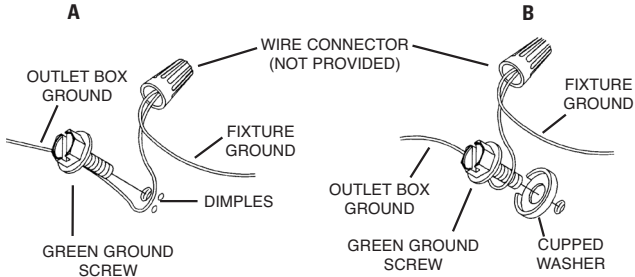 A
B
WIRE CONNECTOR
(NOT PROVIDED)
OUTLET BOX
GROUND
FIXTURE
GROUND
FIXTURE
GROUND
DIMPLES
OUTLET BOX
GROUND
GREEN GROUND
SCREW
GREEN GROUND
SCREW
CUPPED
WASHER